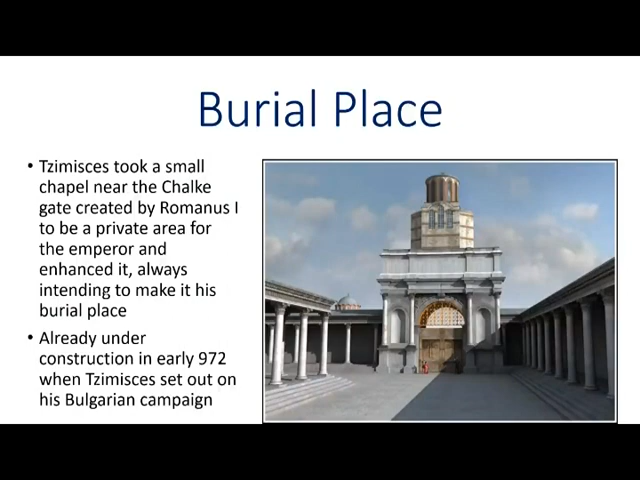 Burial Place
• Tzimisces took a small
chapel near the Chalke
gate created by Romanus I
to be a private area for
the emperor and
enhanced it, always
intending to make it his
burial place
• Already under
construction in early 972
when Tzimisces set out on
his Bulgarian campaign